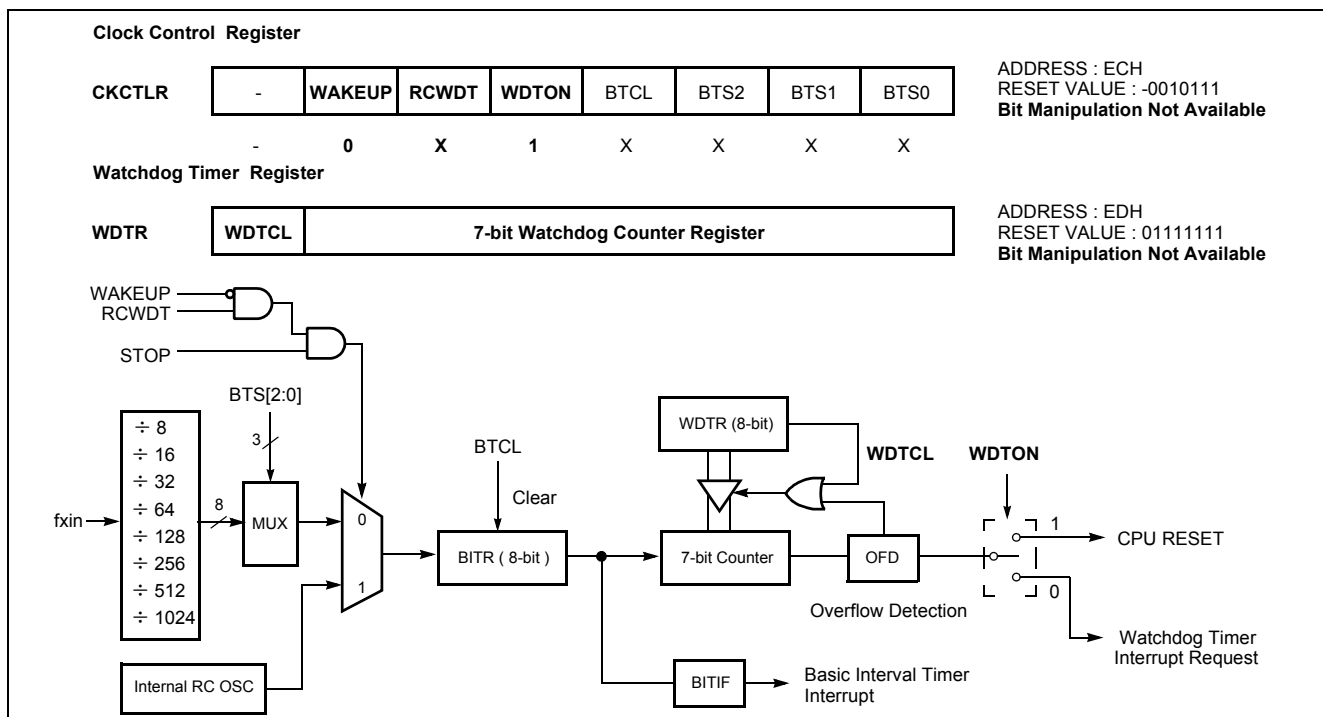 Clock Control Register
CKCTLR - WAKEUP RCWDT WDTON BTCL BTS2 BTS1 BTS0
ADDRESS : ECH
RESET VALUE : -0010111
Bit Manipulation Not Available
- 0 X 1 X X X X
Watchdog Timer Register
WDTR WDTCL 7-bit Watchdog Counter Register
ADDRESS : EDH
RESET VALUE : 01111111
Bit Manipulation Not Available
WAKEUP
RCWDT
STOP
BTS[2:0]
3
fxin
÷ 8
÷ 16
÷ 32
÷ 64
÷ 128
÷ 256
÷ 512
÷ 1024
8
MUX
0
1
Internal RC OSC
BTCL
Clear
BITR ( 8-bit )
WDTR (8-bit)
WDTCL
7-bit Counter
OFD
Overflow Detection
WDTON
1
CPU RESET
0
Watchdog Timer
Interrupt Request
BITIF
Basic Interval Timer
Interrupt